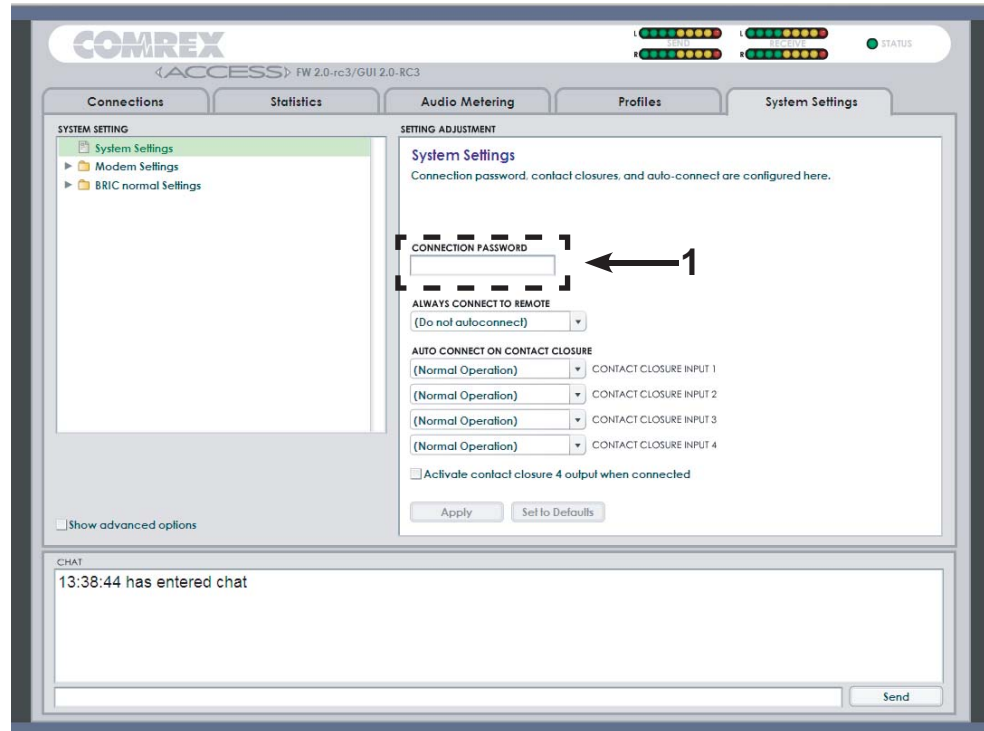 COMREX
ACCESS FW 2.0-rc3/GUI 2.0-RC3
L SEND R
L RECEIVE R
STATUS
Connections Statistics Audio Metering Profiles System Settings
SYSTEM SETTING
System Settings
Modem Settings
BRIC normal Settings
Show advanced options
SETTING ADJUSTMENT
System Settings
Connection password, contact closures, and auto-connect are configured here.
CONNECTION PASSWORD
1
ALWAYS CONNECT TO REMOTE
(Do not autoconnect)
AUTO CONNECT ON CONTACT CLOSURE
(Normal Operation) CONTACT CLOSURE INPUT 1
(Normal Operation) CONTACT CLOSURE INPUT 2
(Normal Operation) CONTACT CLOSURE INPUT 3
(Normal Operation) CONTACT CLOSURE INPUT 4
Activate contact closure 4 output when connected
Apply Set to Defaults
CHAT
13:38:44 has entered chat
Send